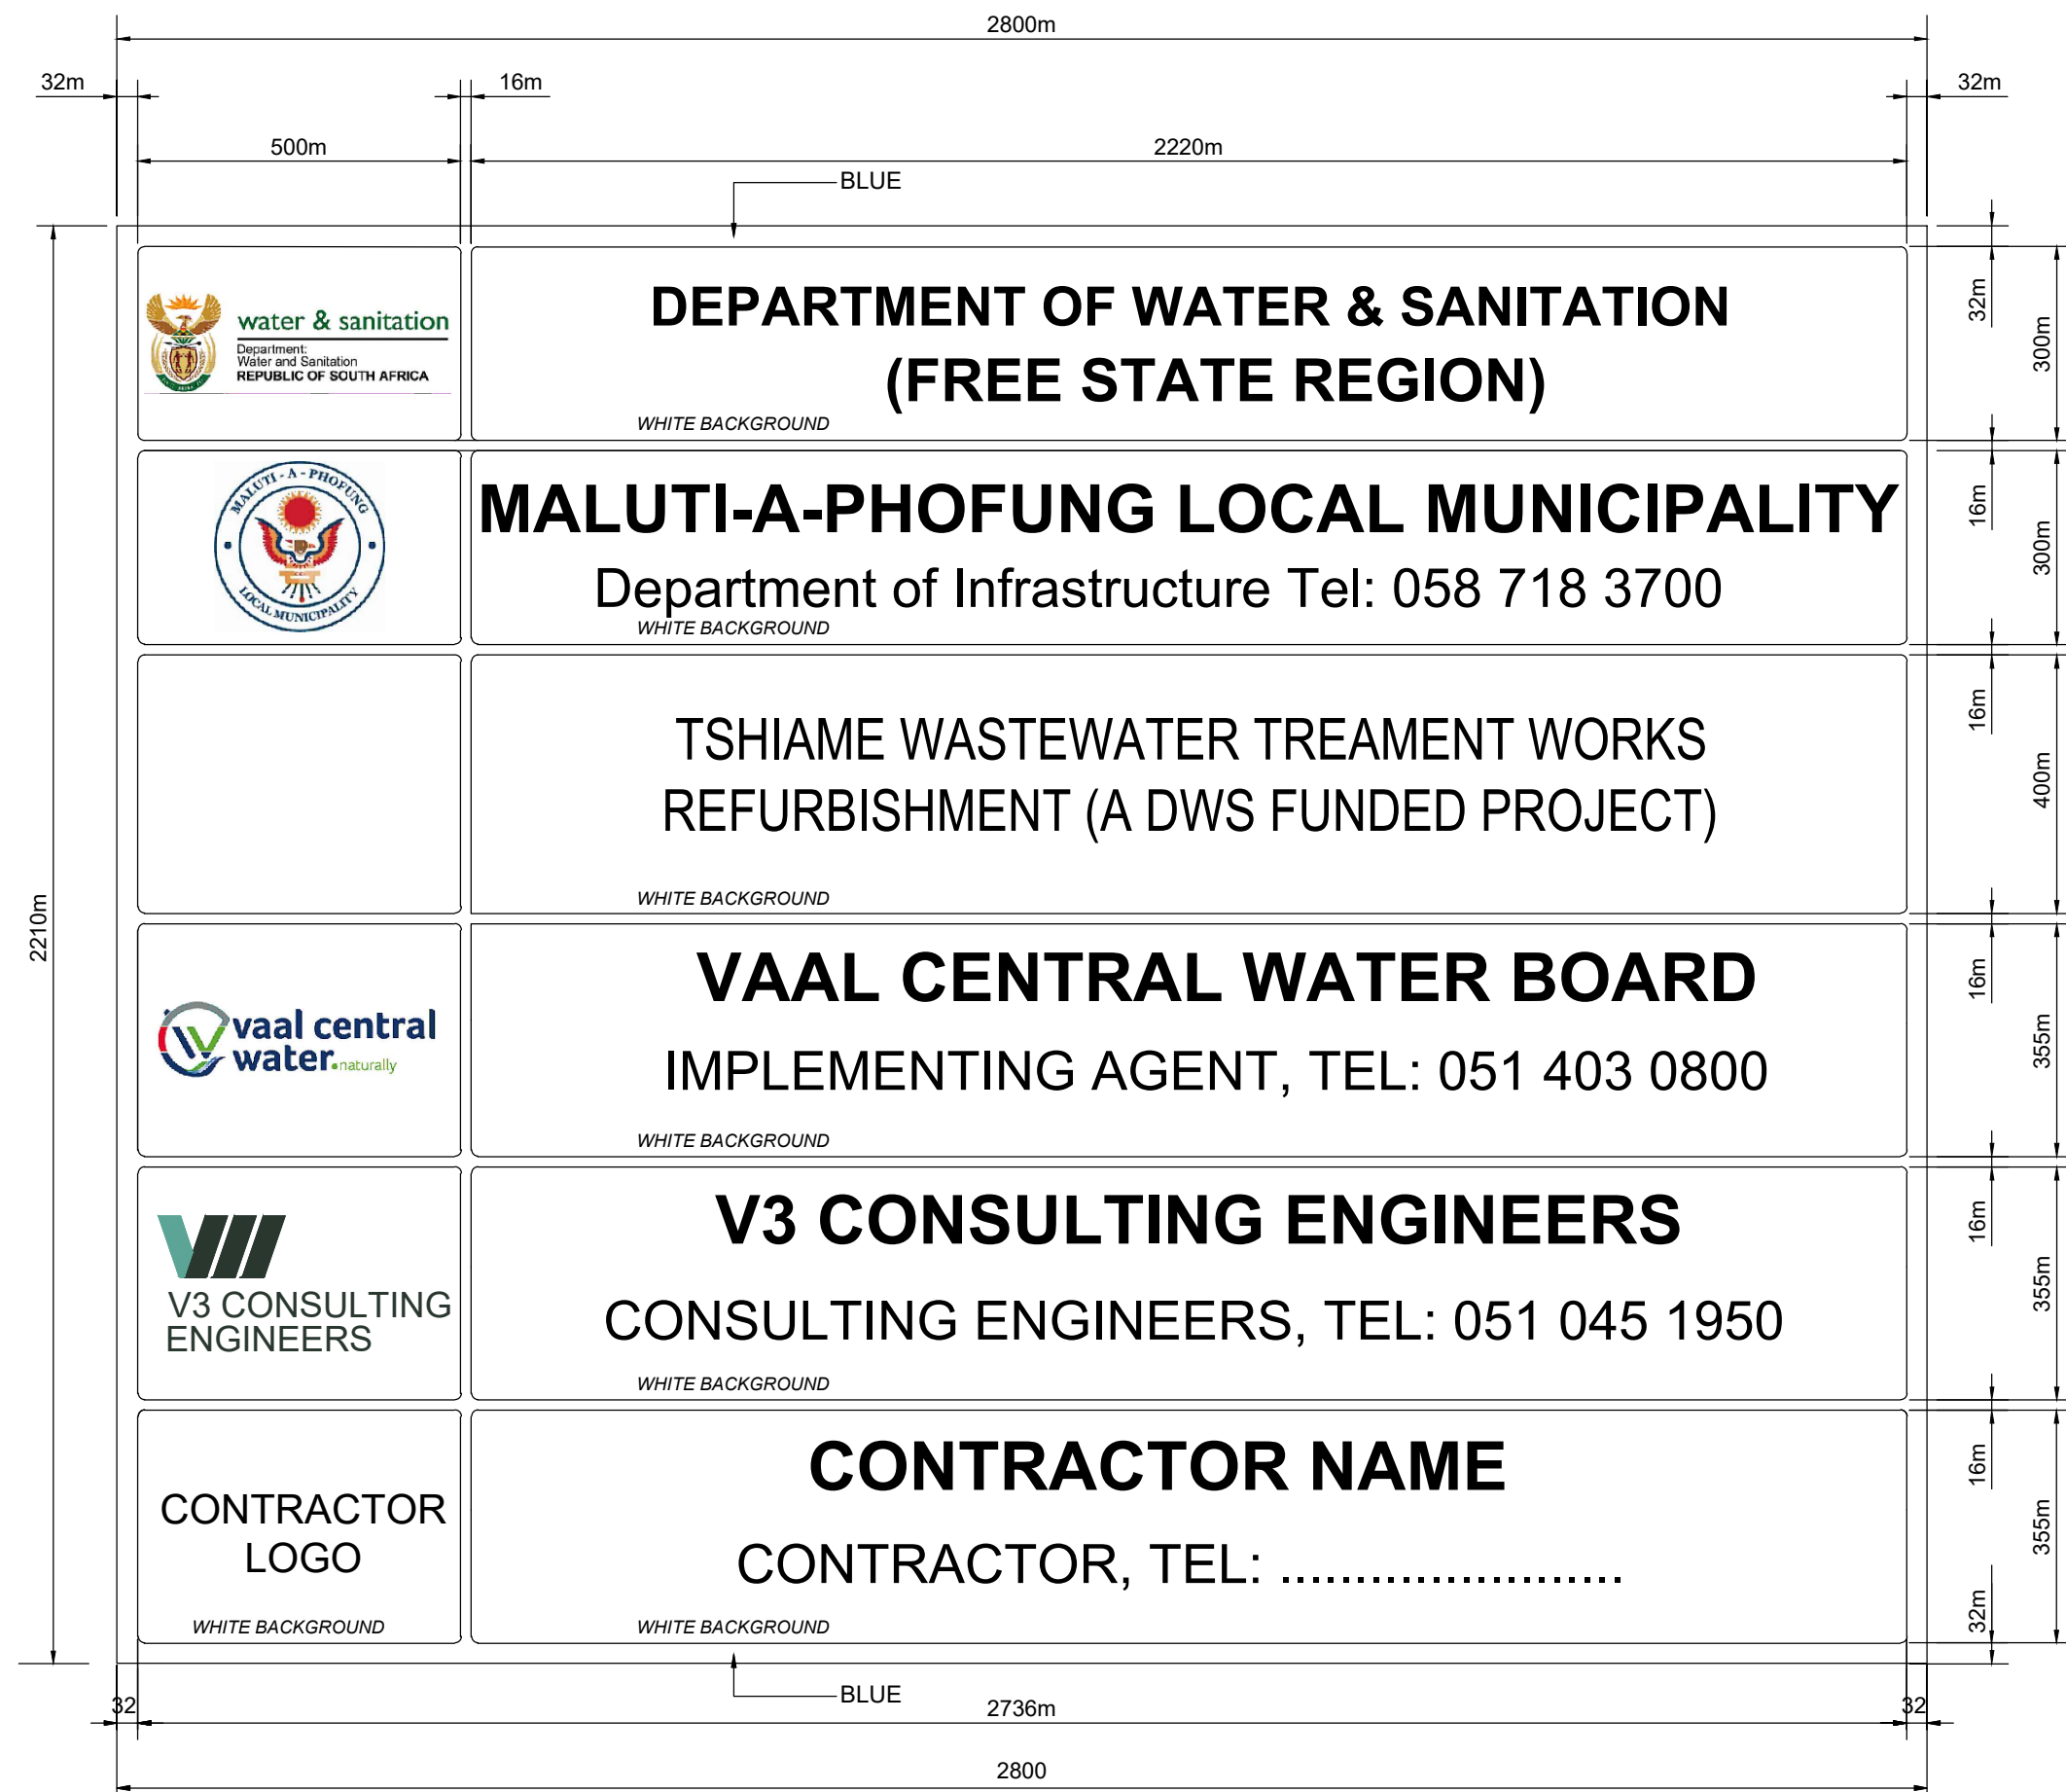 2800m
32m
16m
32m
500m
2220m
BLUE
water & sanitation
Department:
Water and Sanitation
REPUBLIC OF SOUTH AFRICA
DEPARTMENT OF WATER & SANITATION
(FREE STATE REGION)
WHITE BACKGROUND
32m
300m
MALUTI-A-PHOFUNG
LOCAL MUNICIPALITY
MALUTI-A-PHOFUNG LOCAL MUNICIPALITY
Department of Infrastructure Tel: 058 718 3700
WHITE BACKGROUND
16m
300m
TSHIAME WASTEWATER TREAMENT WORKS
REFURBISHMENT (A DWS FUNDED PROJECT)
WHITE BACKGROUND
16m
400m
2210m
vaal central
water naturally
VAAL CENTRAL WATER BOARD
IMPLEMENTING AGENT, TEL: 051 403 0800
WHITE BACKGROUND
16m
355m
V3 CONSULTING
ENGINEERS
V3 CONSULTING ENGINEERS
CONSULTING ENGINEERS, TEL: 051 045 1950
WHITE BACKGROUND
16m
355m
CONTRACTOR
LOGO
WHITE BACKGROUND
CONTRACTOR NAME
CONTRACTOR, TEL: .......................
WHITE BACKGROUND
16m
355m
32m
BLUE
32
2736m
32
2800